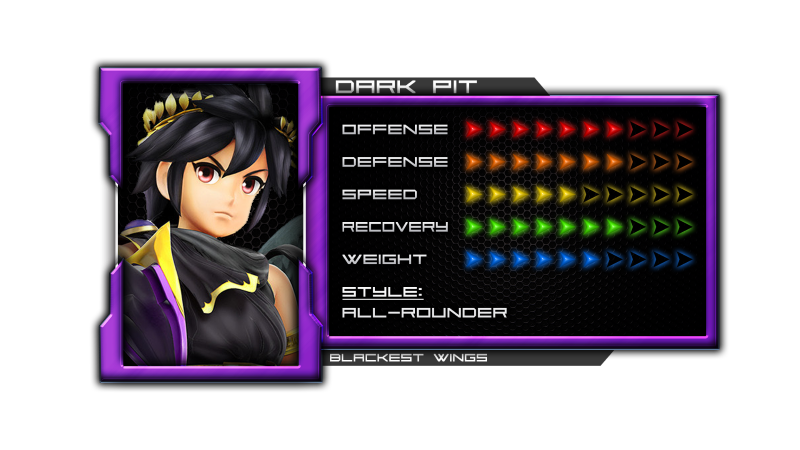 DARK PIT
OFFENSE
DEFENSE
SPEED
RECOVERY
WEIGHT
STYLE:
ALL-ROUNDER
BLACKEST WINGS